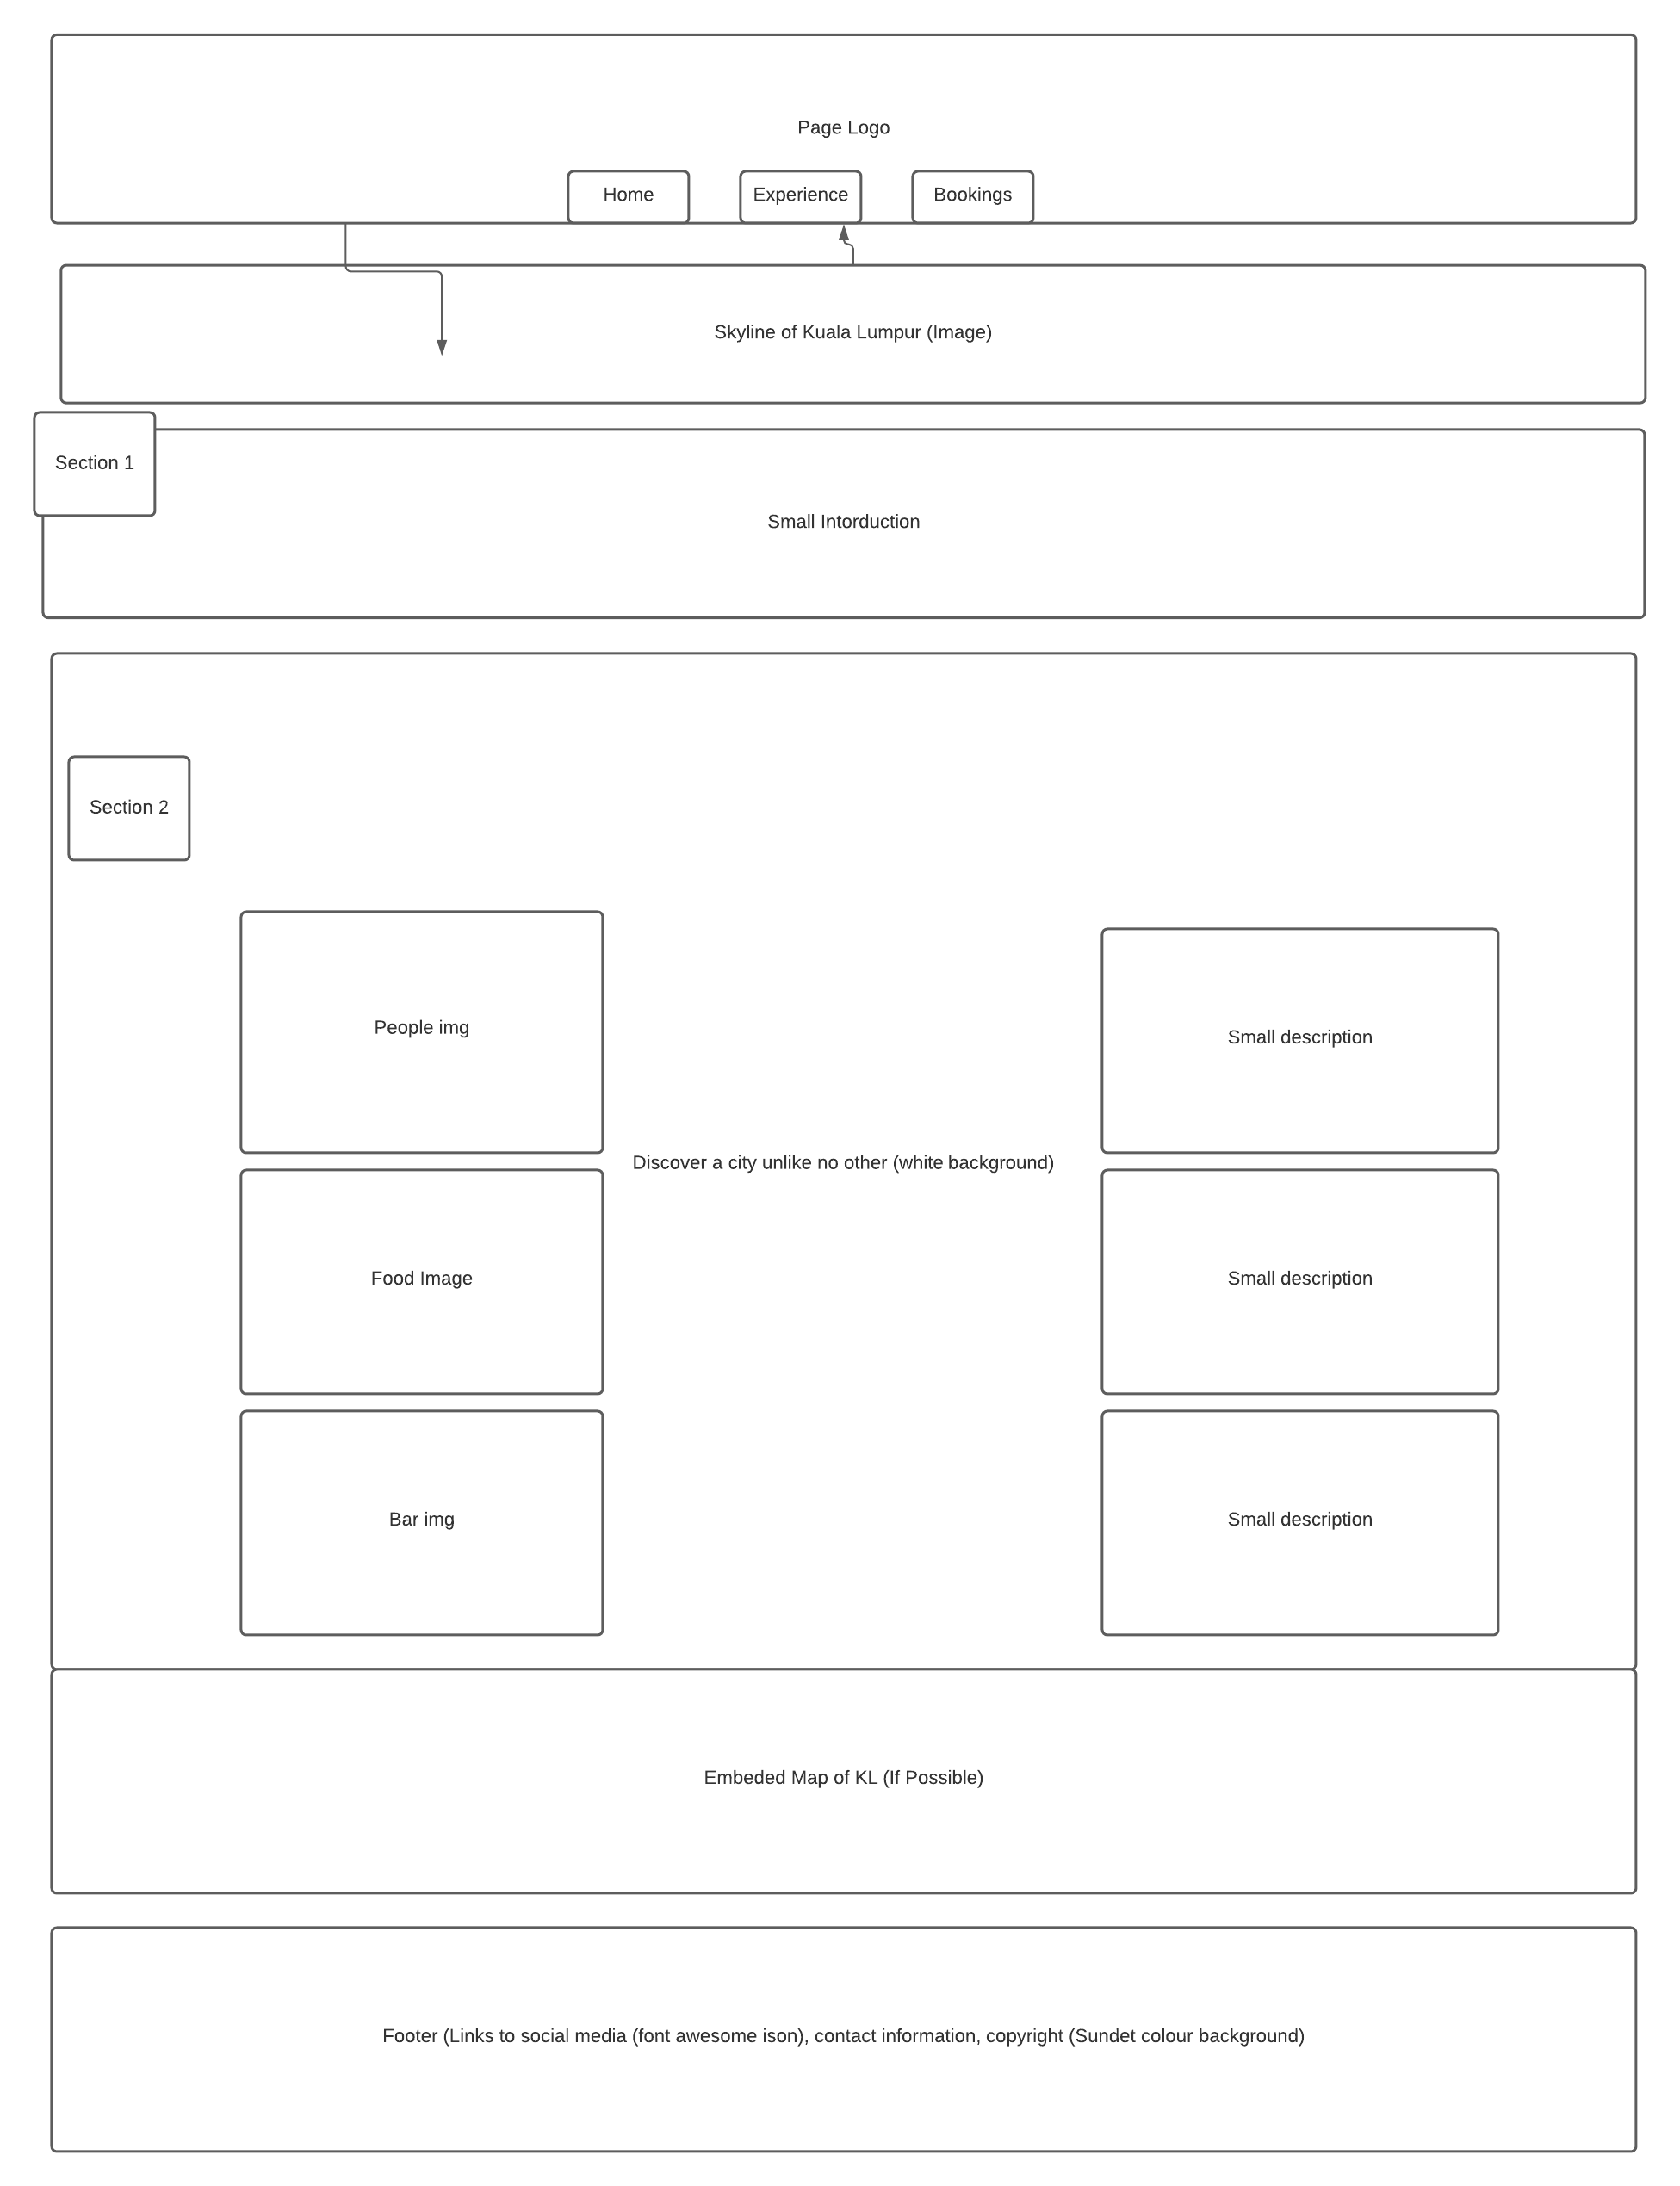 Page Logo
Home
Experience
Bookings
Skyline of Kuala Lumpur (Image)
Section 1
Small Intorduction
Section 2
People img
Small description
Discover a city unlike no other (white background)
Food Image
Small description
Bar img
Small description
Embeded Map of KL (If Possible)
Footer (Links to social media (font awesome ison), contact information, copyright (Sundet colour background)